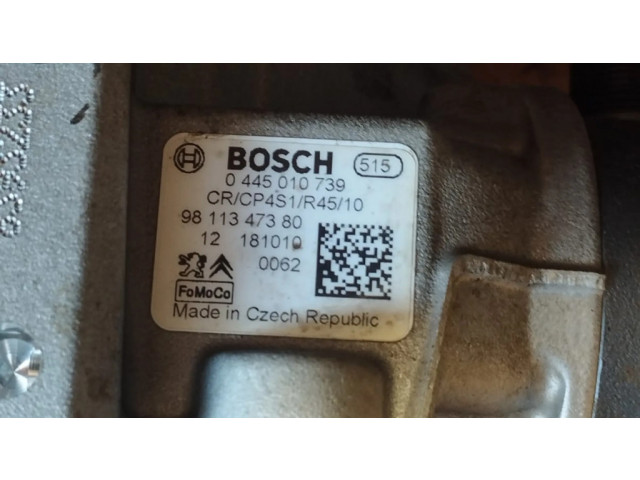 BOSCH 515
0 445 010 739
CR/CP4S1/R45/10
98 113 473 80
12 181010
0062
FoMoCo
Made in Czech Republic